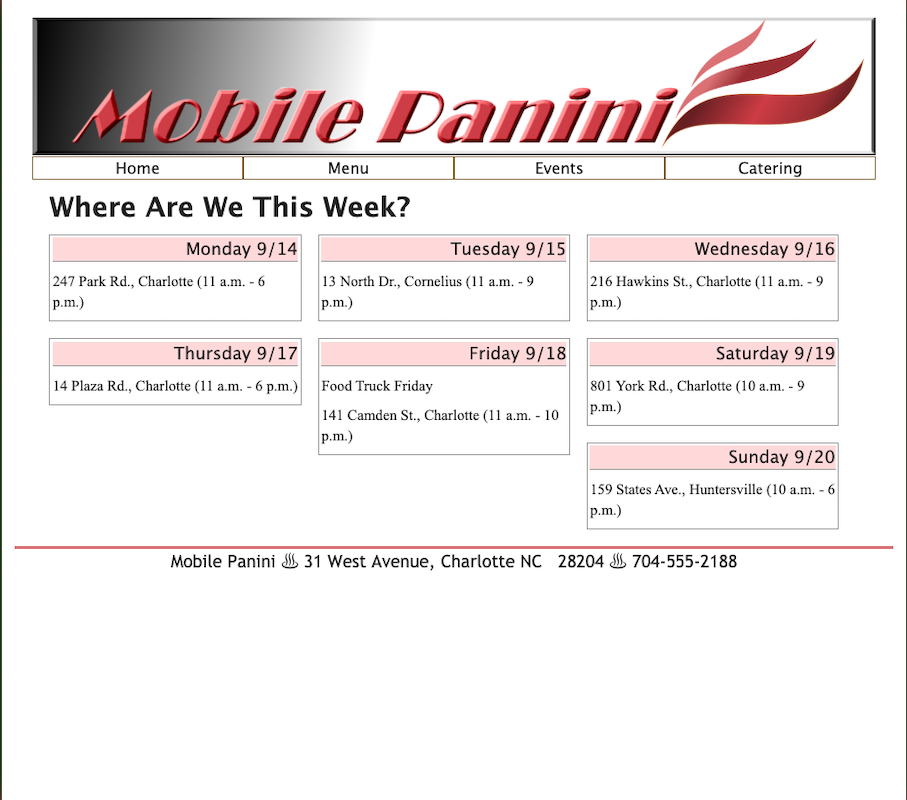 Mobile Panini
Home
Menu
Events
Catering
Where Are We This Week?
Monday 9/14
247 Park Rd., Charlotte (11 a.m. - 6
p.m.)
Tuesday 9/15
13 North Dr., Cornelius (11 a.m. - 9
p.m.)
Wednesday 9/16
216 Hawkins St., Charlotte (11 a.m. - 9
p.m.)
Thursday 9/17
14 Plaza Rd., Charlotte (11 a.m. - 6 p.m.)
Friday 9/18
Food Truck Friday
141 Camden St., Charlotte (11 a.m. - 10
p.m.)
Saturday 9/19
801 York Rd., Charlotte (10 a.m. - 9
p.m.)
Sunday 9/20
159 States Ave., Huntersville (10 a.m. - 6
p.m.)
Mobile Panini ♨ 31 West Avenue, Charlotte NC   28204 ♨ 704-555-2188